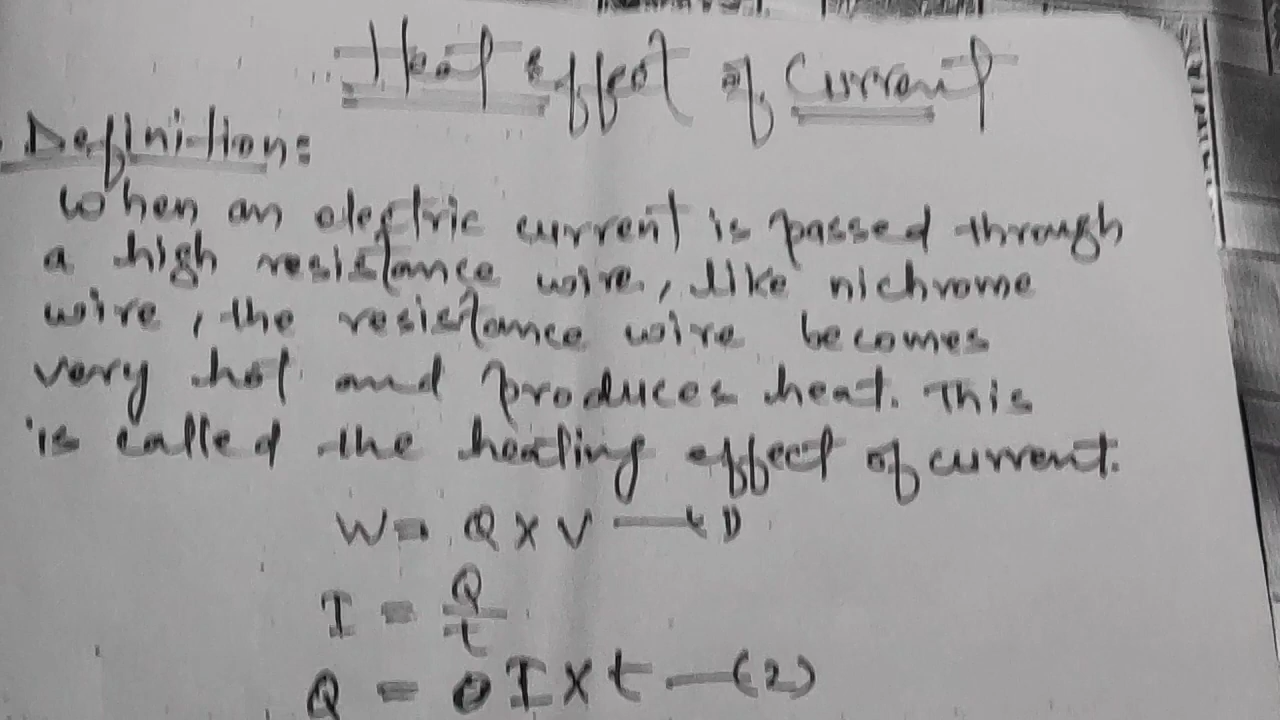 Heat effect of Current
Definition:
When an electric current is passed through
a high resistance wire, like nichrome
wire, the resistance wire becomes
very hot and produces heat. This
is called the heating effect of current.
W = Q X V —(1)
I = Q/t
Q = I X t —(2)